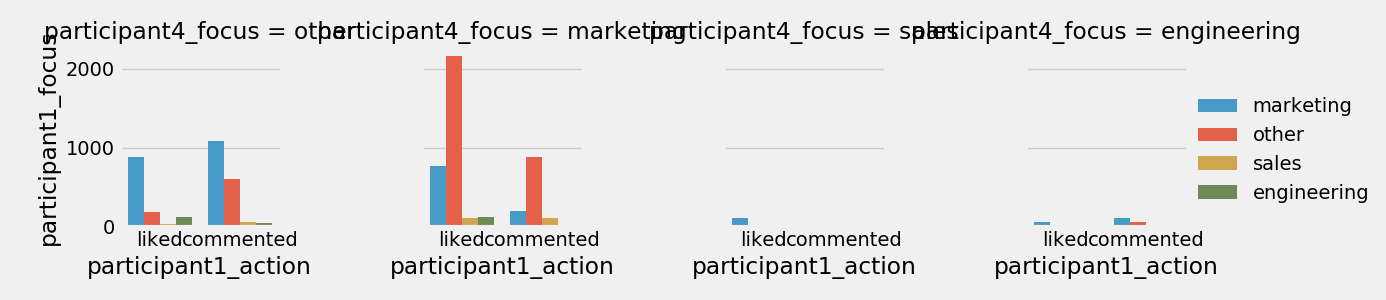 participant4_focus = other
participant4_focus = marketing
participant4_focus = sales
participant4_focus = engineering
participant1_focus
2000
1000
0
liked
commented
liked
commented
liked
commented
liked
commented
participant1_action
participant1_action
participant1_action
participant1_action
marketing
other
sales
engineering